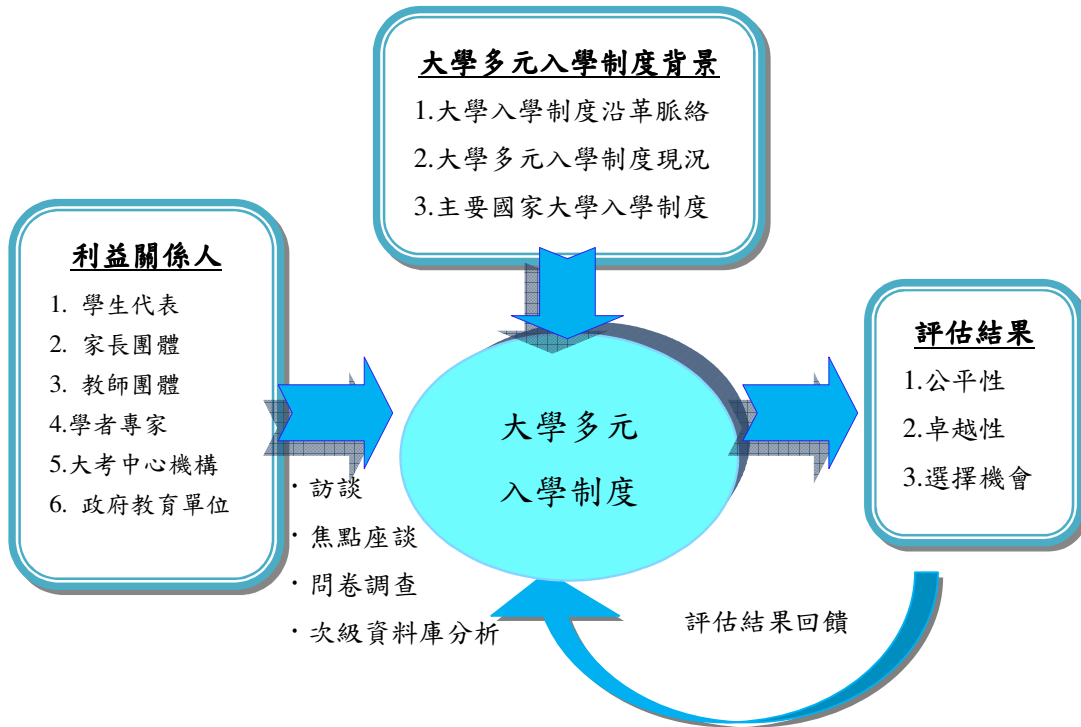 大學多元入學制度背景
1.大學入學制度沿革脈絡
2.大學多元入學制度現況
3.主要國家大學入學制度
利益關係人
1. 學生代表
2. 家長團體
3. 教師團體
4.學者專家
5.大考中心機構
6. 政府教育單位
・訪談
・焦點座談
・問卷調查
・次級資料庫分析
大學多元
入學制度
評估結果
1.公平性
2.卓越性
3.選擇機會
評估結果回饋